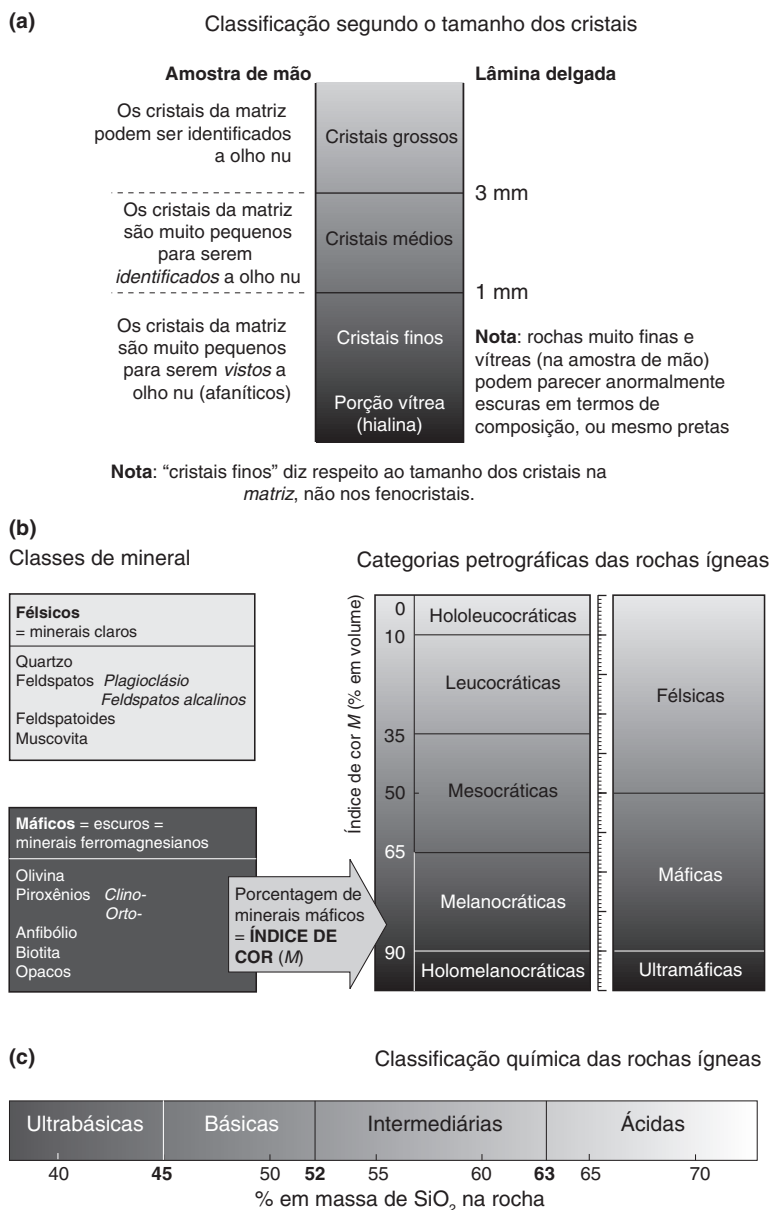 (a)
Classificação segundo o tamanho dos cristais
Amostra de mão
Lâmina delgada
Os cristais da matriz
podem ser identificados
a olho nu
Cristais grossos
3 mm
Os cristais da matriz
são muito pequenos
para serem
identificados a olho nu
Cristais médios
1 mm
Os cristais da matriz
são muito pequenos
para serem vistos a
olho nu (afaníticos)
Cristais finos
Porção vítrea
(hialina)
Nota: rochas muito finas e
vítreas (na amostra de mão)
podem parecer anormalmente
escuras em termos de
composição, ou mesmo pretas
Nota: “cristais finos” diz respeito ao tamanho dos cristais na
matriz, não nos fenocristais.
(b)
Classes de mineral
Félsicos
= minerais claros
Quartzo
Feldspatos Plagioclásio
Feldspatos alcalinos
Feldspatoides
Muscovita
Máficos = escuros =
minerais ferromagnesianos
Olivina
Piroxênios Clino-
Orto-
Anfibólio
Biotita
Opacos
Porcentagem de
minerais máficos
= ÍNDICE DE
COR (M)
Categorias petrográficas das rochas ígneas
Índice de cor M (% em volume)
0
10
35
50
65
90
Hololeucocráticas
Leucocráticas
Mesocráticas
Melanocráticas
Holomelanocráticas
Félsicas
Máficas
Ultramáficas
(c)
Classificação química das rochas ígneas
Ultrabásicas Básicas Intermediárias Ácidas
40 45 50 52 55 60 63 65 70
% em massa de SiO₂ na rocha